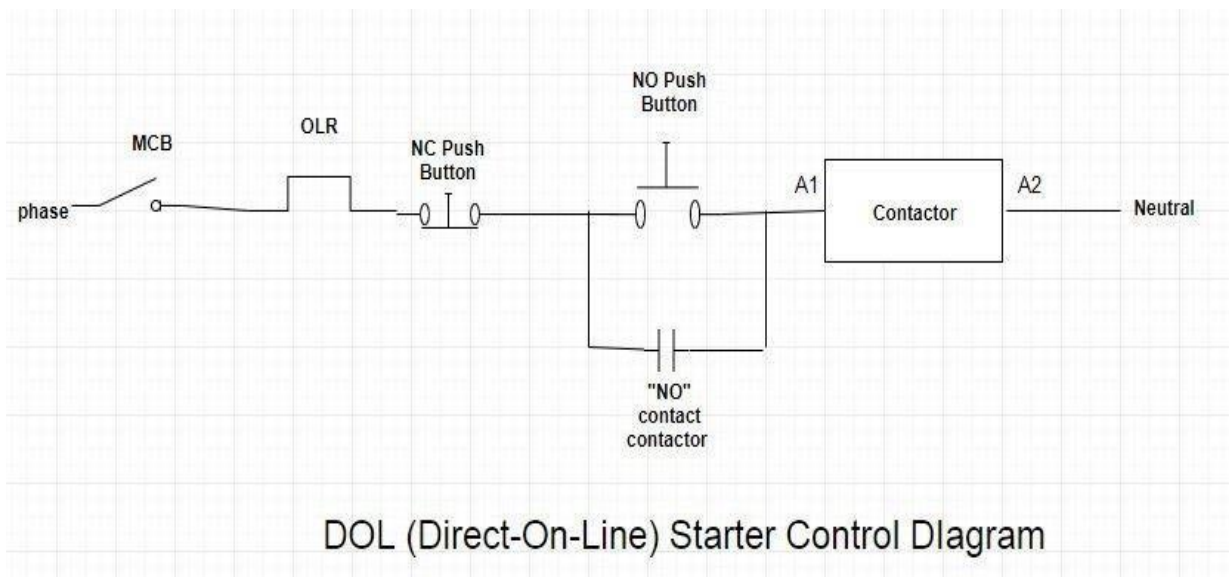 NO Push
Button
OLR
MCB
NC Push
Button
phase
A1
A2
Contactor
Neutral
"NO"
contact
contactor
DOL (Direct-On-Line) Starter Control DIagram